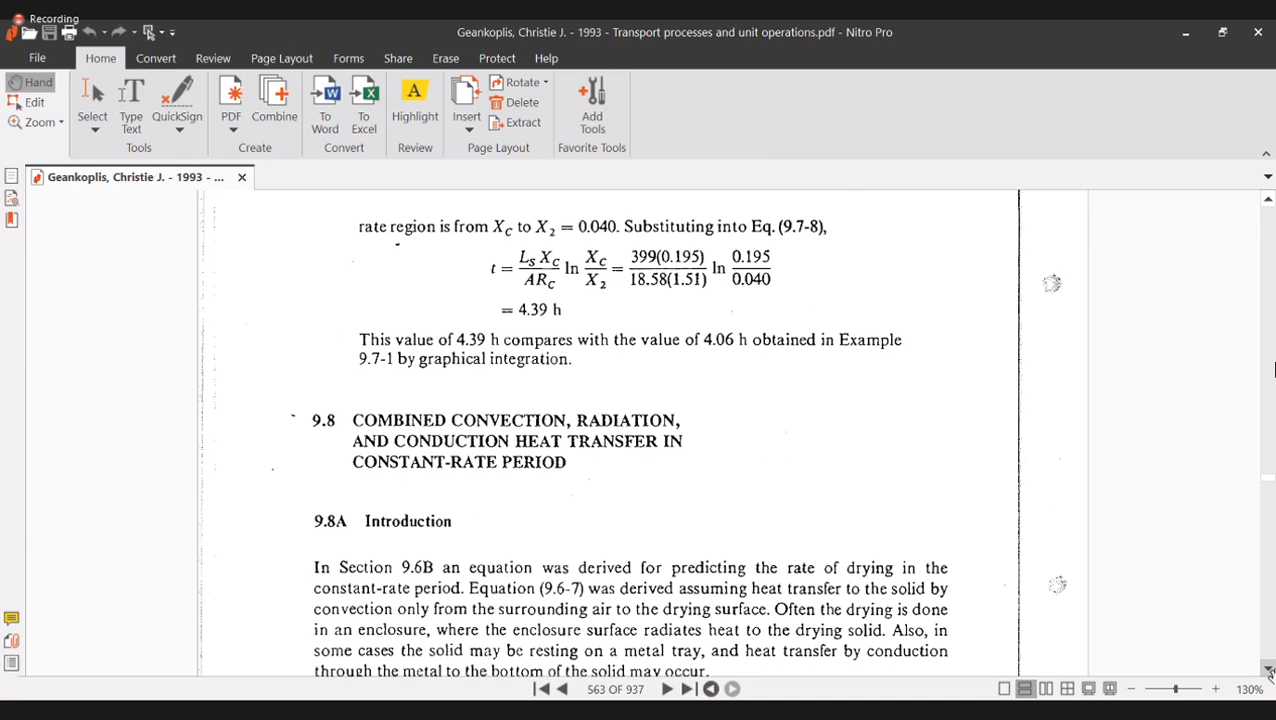 Recording
Geankoplis, Christie J. - 1993 - Transport processes and unit operations.pdf - Nitro Pro
File Home Convert Review Page Layout Forms Share Erase Protect Help
Hand
Edit
Zoom
Select
Type Text
QuickSign
PDF
Combine
To Word
To Excel
Highlight
Insert
Rotate
Delete
Extract
Add Tools
Tools Create Convert Review Page Layout Favorite Tools
Geankoplis, Christie J. - 1993 - ...
rate region is from X_C to X_2 = 0.040. Substituting into Eq. (9.7-8),
t = L_S X_C / AR_C ln X_C / X_2 = 399(0.195) / 18.58(1.51) ln 0.195 / 0.040
= 4.39 h
This value of 4.39 h compares with the value of 4.06 h obtained in Example
9.7-1 by graphical integration.
9.8 COMBINED CONVECTION, RADIATION,
AND CONDUCTION HEAT TRANSFER IN
CONSTANT-RATE PERIOD
9.8A Introduction
In Section 9.6B an equation was derived for predicting the rate of drying in the
constant-rate period. Equation (9.6-7) was derived assuming heat transfer to the solid by
convection only from the surrounding air to the drying surface. Often the drying is done
in an enclosure, where the enclosure surface radiates heat to the drying solid. Also, in
some cases the solid may be resting on a metal tray, and heat transfer by conduction
through the metal to the bottom of the solid may occur.
563 OF 937
130%